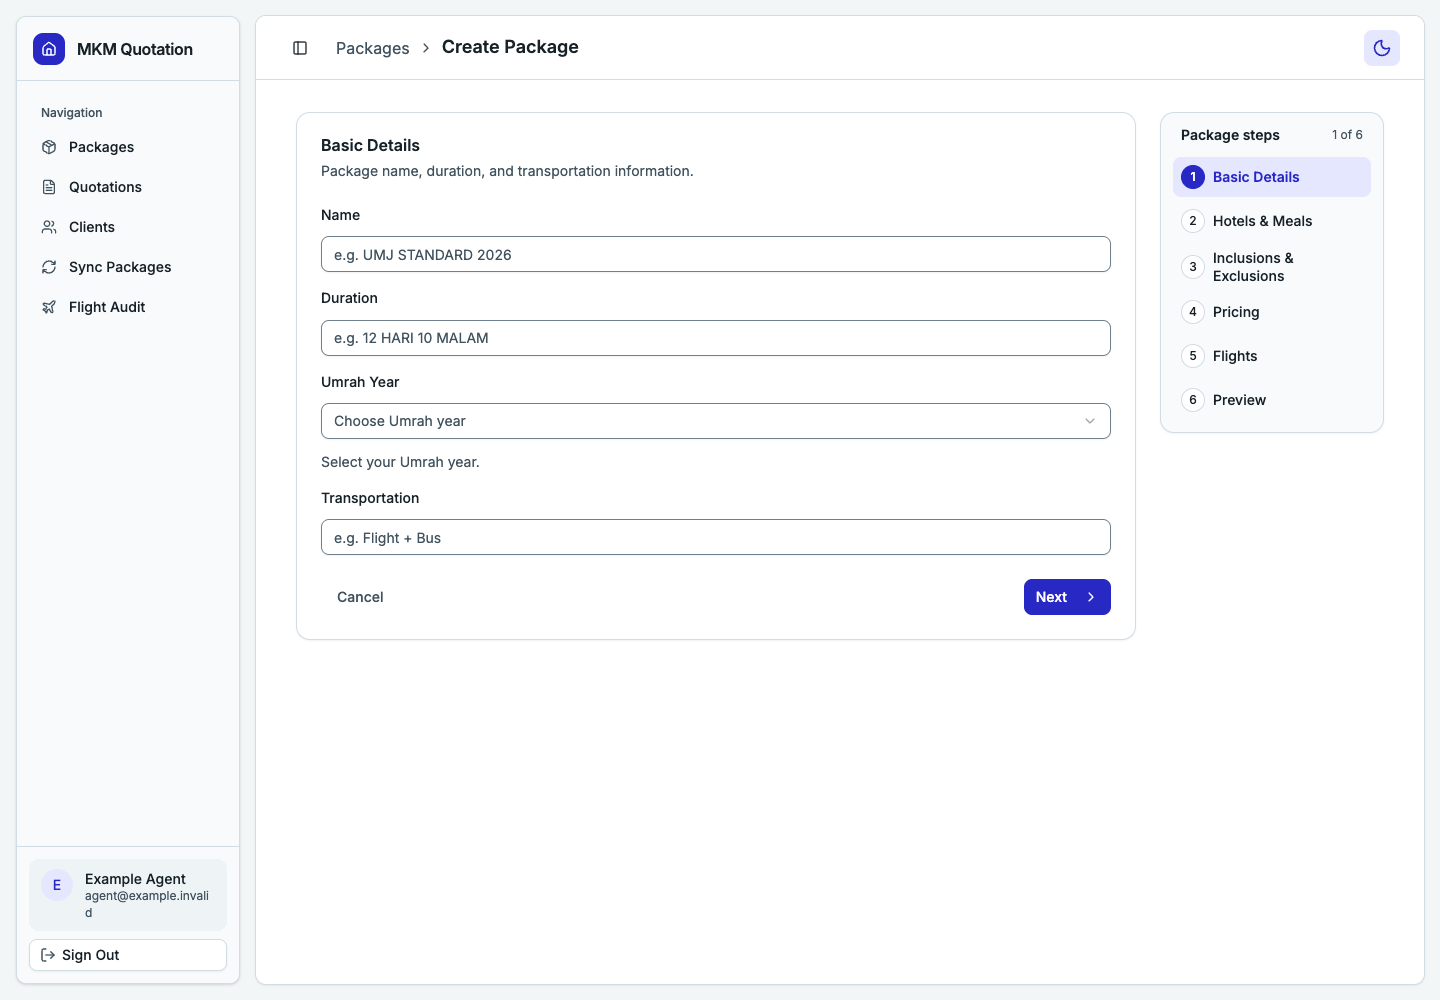 MKM Quotation
Navigation
Packages
Quotations
Clients
Sync Packages
Flight Audit
Example Agent
E
agent@example.invali
d
Sign Out
Packages
Create Package
Basic Details
Package name, duration, and transportation information.
Name
e.g. UMJ STANDARD 2026
Duration
e.g. 12 HARI 10 MALAM
Umrah Year
Choose Umrah year
Select your Umrah year.
Transportation
e.g. Flight + Bus
Cancel
Next
Package steps
1 of 6
1 Basic Details
2 Hotels & Meals
3 Inclusions &
Exclusions
4 Pricing
5 Flights
6 Preview